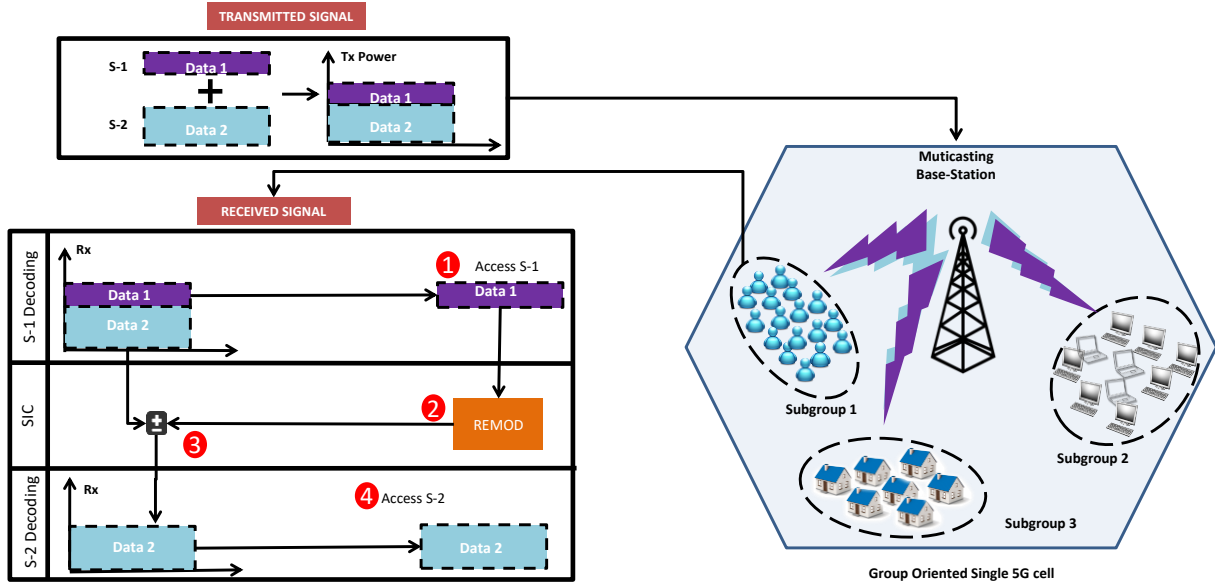 TRANSMITTED SIGNAL
S-1
Data 1
+
S-2
Data 2
Tx Power
Data 1
Data 2
RECEIVED SIGNAL
S-1 Decoding
Rx
Data 1
Data 2
1
Access S-1
Data 1
SIC
±
3
2
REMOD
S-2 Decoding
Rx
Data 2
4
Access S-2
Data 2
Muticasting
Base-Station
Subgroup 1
Subgroup 2
Subgroup 3
Group Oriented Single 5G cell